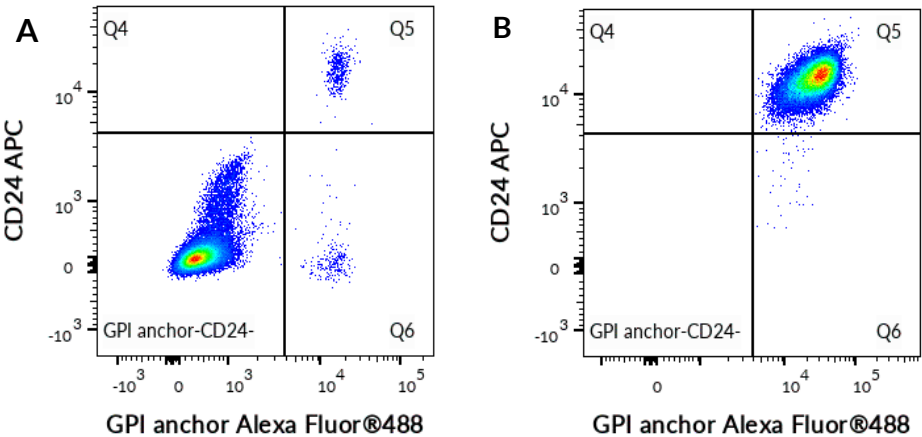 A
Q4
Q5
10^4
10^3
0
-10^3
CD24 APC
GPI anchor-CD24-
Q6
-10^3
0
10^3
10^4
10^5
GPI anchor Alexa Fluor®488
B
Q4
Q5
10^4
10^3
0
-10^3
CD24 APC
GPI anchor-CD24-
Q6
0
10^4
10^5
GPI anchor Alexa Fluor®488